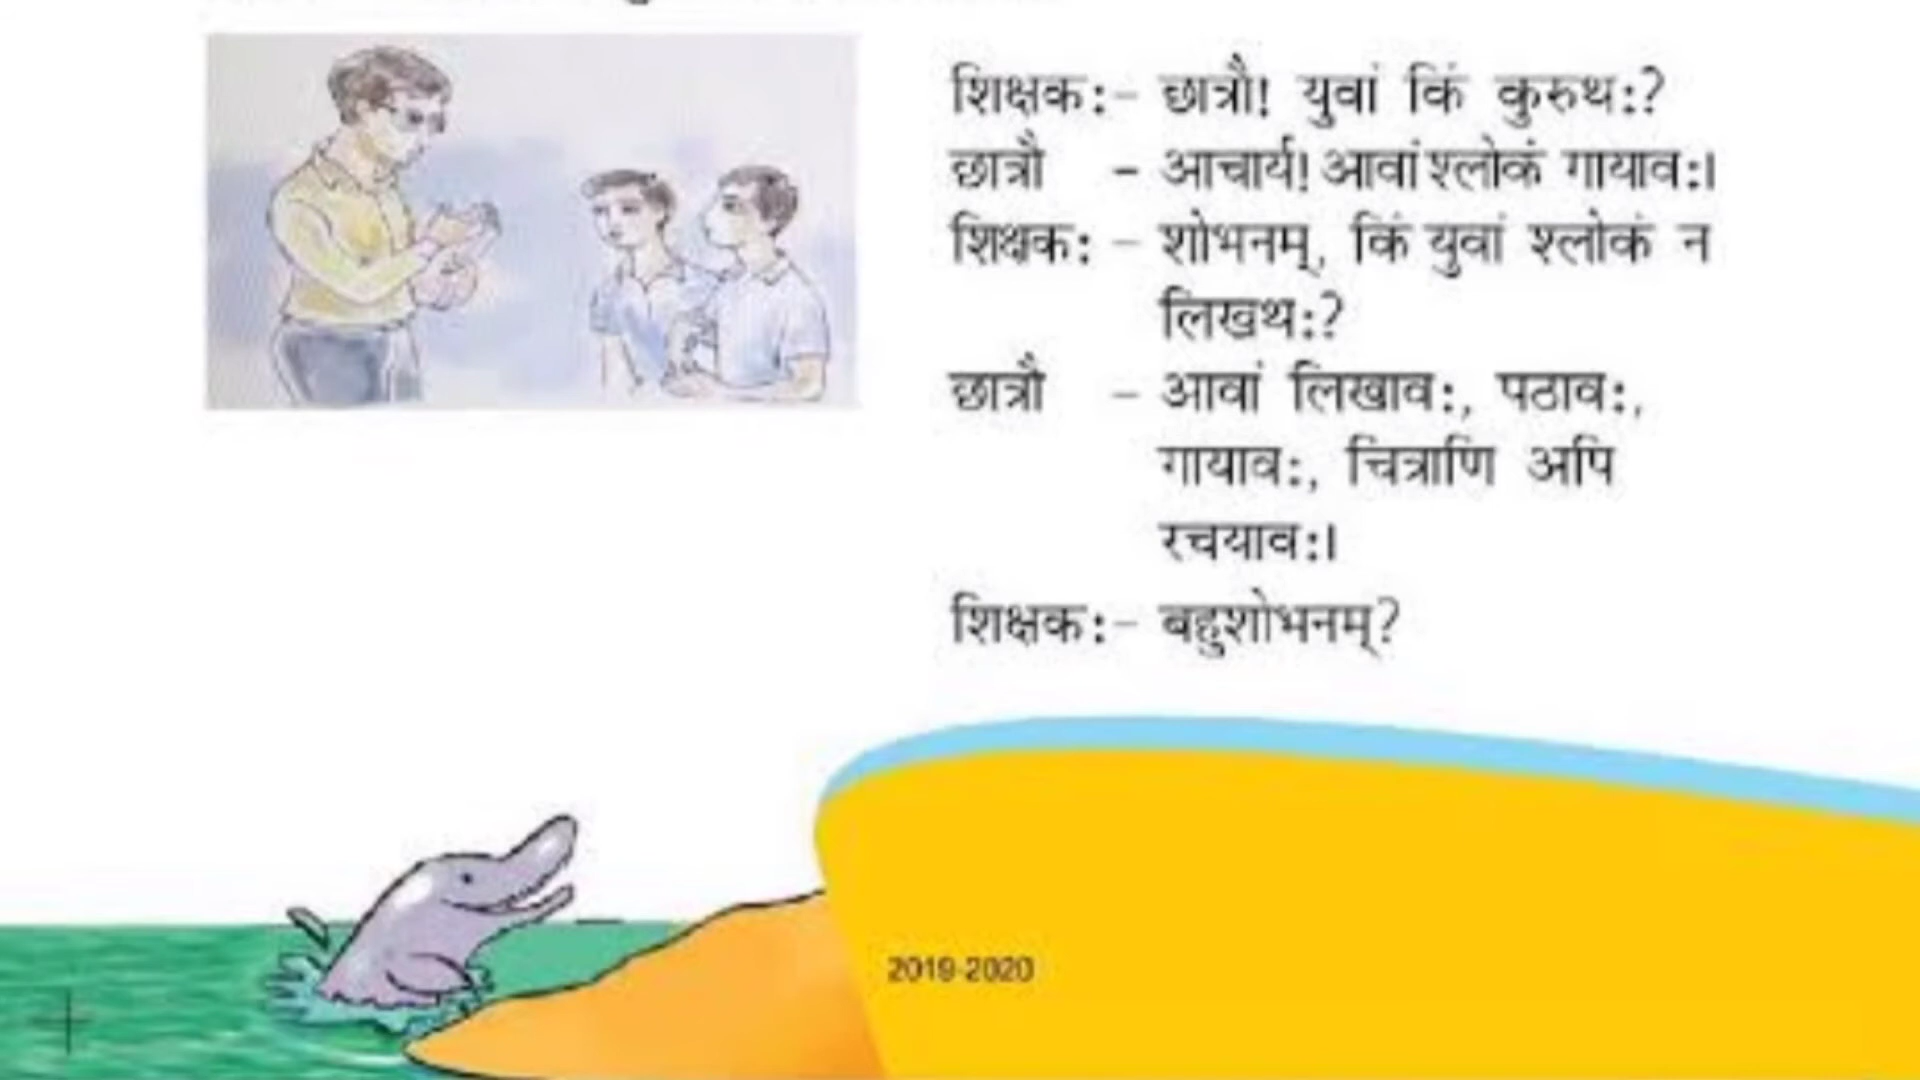 शिक्षक:– छात्रौ! युवां किं कुरुथ:?
छात्रौ – आचार्य! आवां श्लोकं गायाव:।
शिक्षक: – शोभनम्, किं युवां श्लोकं न
लिखथ:?
छात्रौ – आवां लिखाव:, पठाव:,
गायाव:, चित्राणि अपि
रचयाव:।
शिक्षक:– बहुशोभनम्?
2019-2020